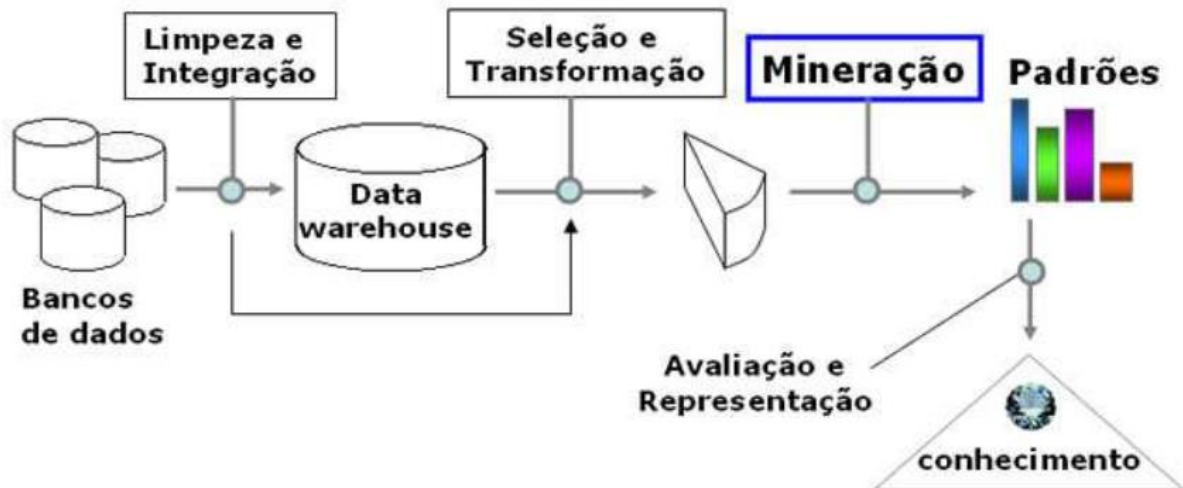 Limpeza e
Integração
Seleção e
Transformação
Mineração
Padrões
Data
warehouse
Bancos
de dados
Avaliação e
Representação
conhecimento